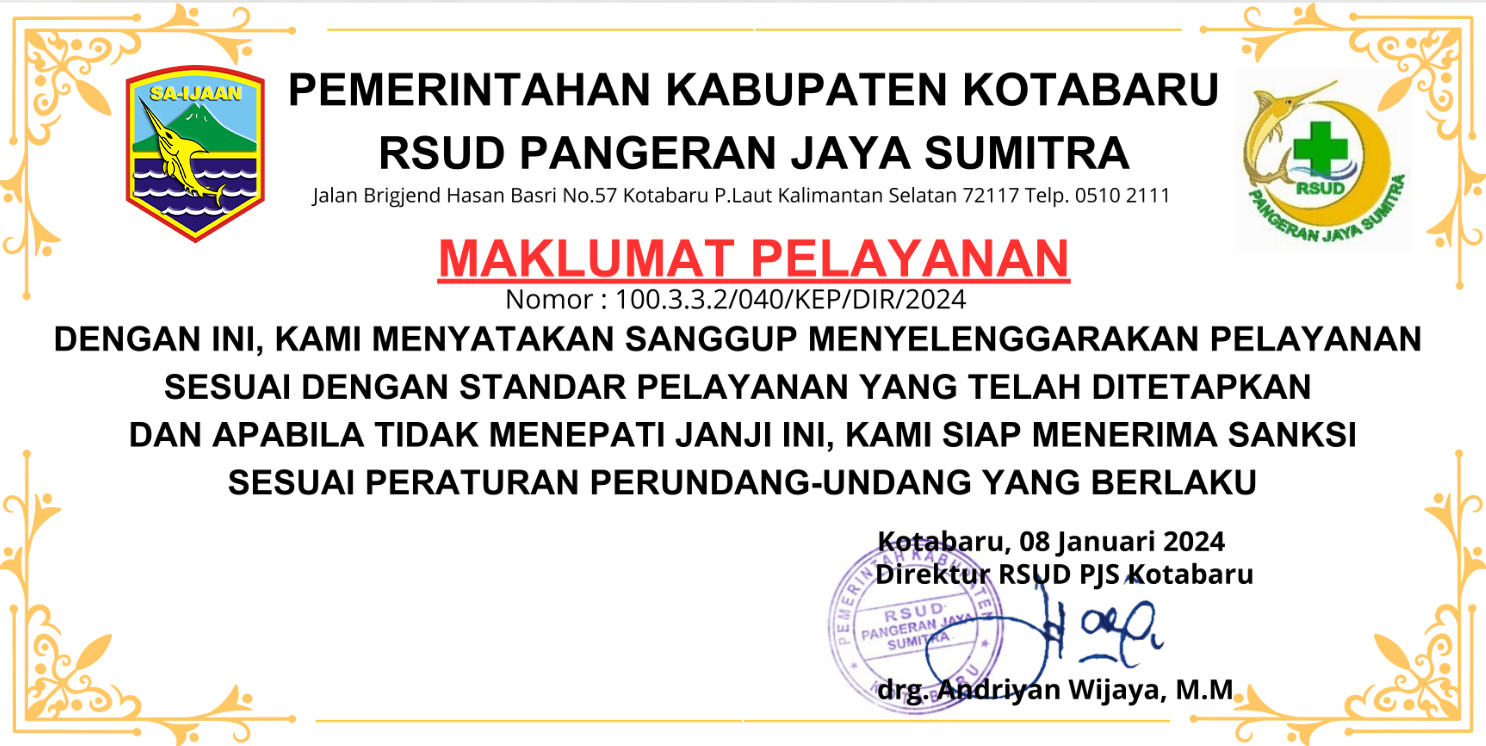 SA-IJAAN
PEMERINTAHAN KABUPATEN KOTABARU
RSUD PANGERAN JAYA SUMITRA
Jalan Brigjend Hasan Basri No.57 Kotabaru P.Laut Kalimantan Selatan 72117 Telp. 0510 2111
RSUD
PANGERAN JAYA SUMITRA
MAKLUMAT PELAYANAN
Nomor : 100.3.3.2/040/KEP/DIR/2024
DENGAN INI, KAMI MENYATAKAN SANGGUP MENYELENGGARAKAN PELAYANAN
SESUAI DENGAN STANDAR PELAYANAN YANG TELAH DITETAPKAN
DAN APABILA TIDAK MENEPATI JANJI INI, KAMI SIAP MENERIMA SANKSI
SESUAI PERATURAN PERUNDANG-UNDANG YANG BERLAKU
Kotabaru, 08 Januari 2024
Direktur RSUD PJS Kotabaru
PEMERINTAH KABUPATEN
RSUD
PANGERAN JAYA
SUMITRA
KOTABARU
drg. Andriyan Wijaya, M.M